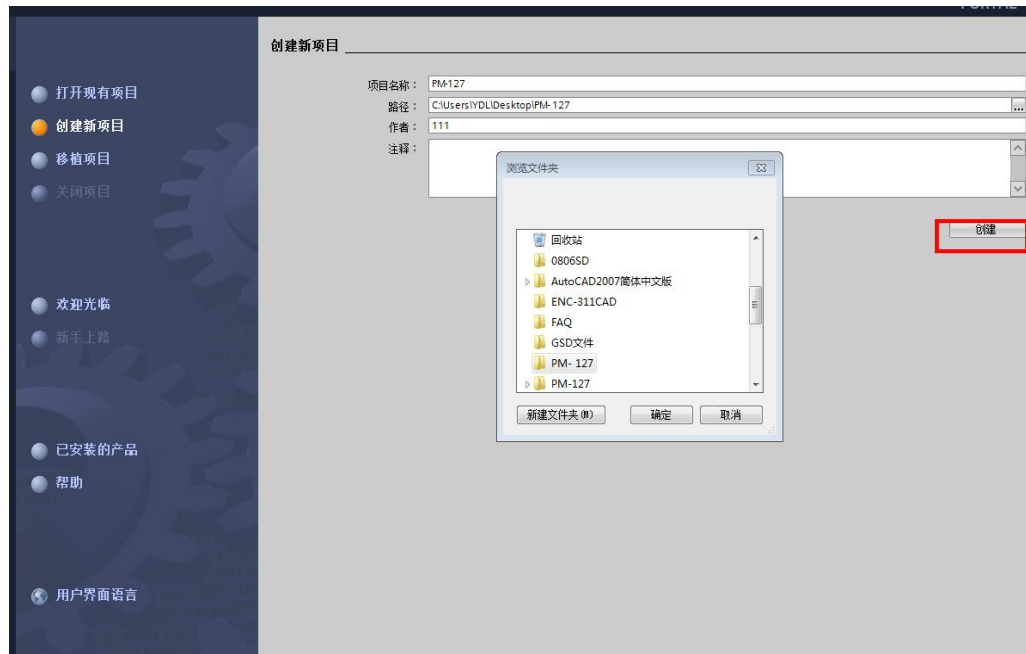 创建新项目
打开现有项目
创建新项目
移植项目
关闭项目
欢迎光临
新手上路
已安装的产品
帮助
用户界面语言
项目名称：
PM-127
路径：
C:\Users\YDL\Desktop\PM- 127
...
作者：
111
注释：
创建
浏览文件夹
回收站
0806SD
AutoCAD2007简体中文版
ENC-311CAD
FAQ
GSD文件
PM- 127
PM-127
新建文件夹(M)
确定
取消